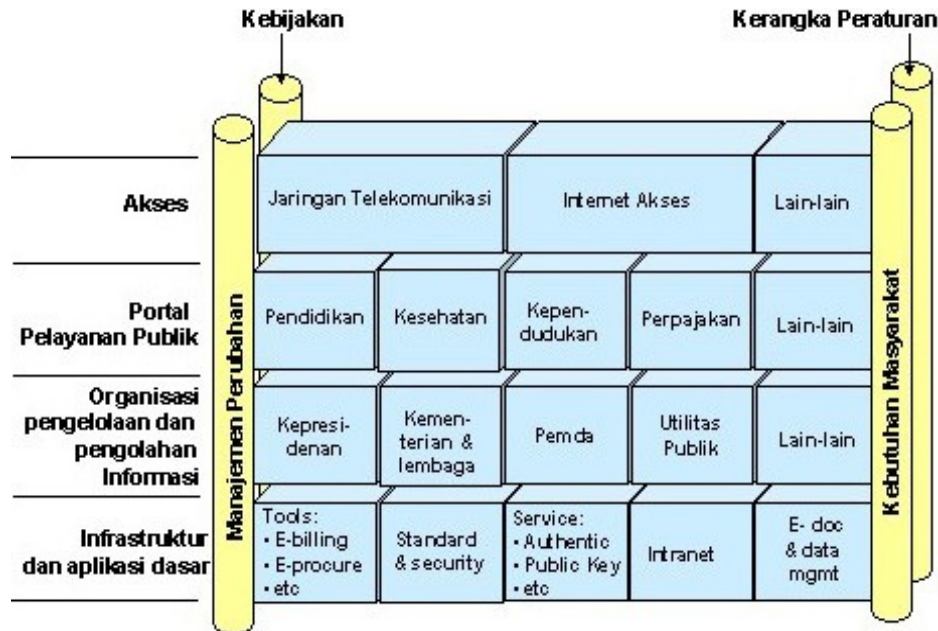 Kebijakan
Kerangka Peraturan
Manajemen Perubahan
Kebutuhan Masyarakat
Akses
Jaringan Telekomunikasi
Internet Akses
Lain-lain
Portal
Pelayanan Publik
Pendidikan
Kesehatan
Kepen-
dudukan
Perpajakan
Lain-lain
Organisasi
pengelolaan dan
pengolahan
Informasi
Kepresi-
denan
Kemen-
terian &
lembaga
Pemda
Utilitas
Publik
Lain-lain
Infrastruktur
dan aplikasi dasar
Tools:
• E-billing
• E-procure
• etc
Standard
& security
Service:
• Authentic
• Public Key
• etc
Intranet
E- doc
& data
mgmt